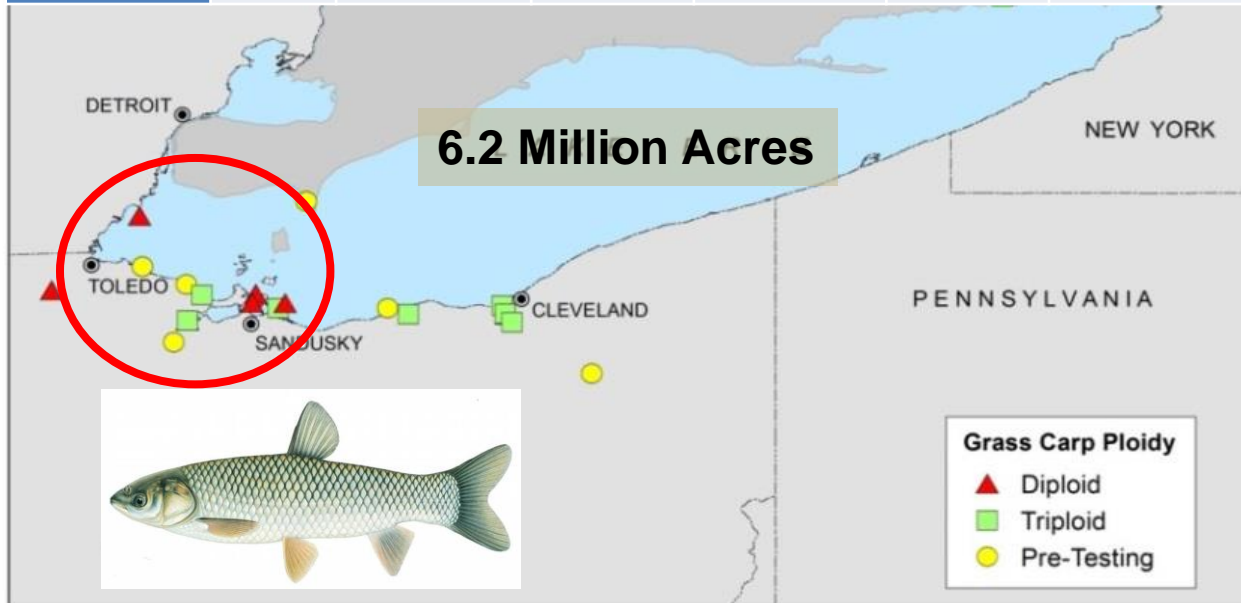 DETROIT
6.2 Million Acres
NEW YORK
TOLEDO
CLEVELAND
PENNSYLVANIA
SANDUSKY
Grass Carp Ploidy
Diploid
Triploid
Pre-Testing